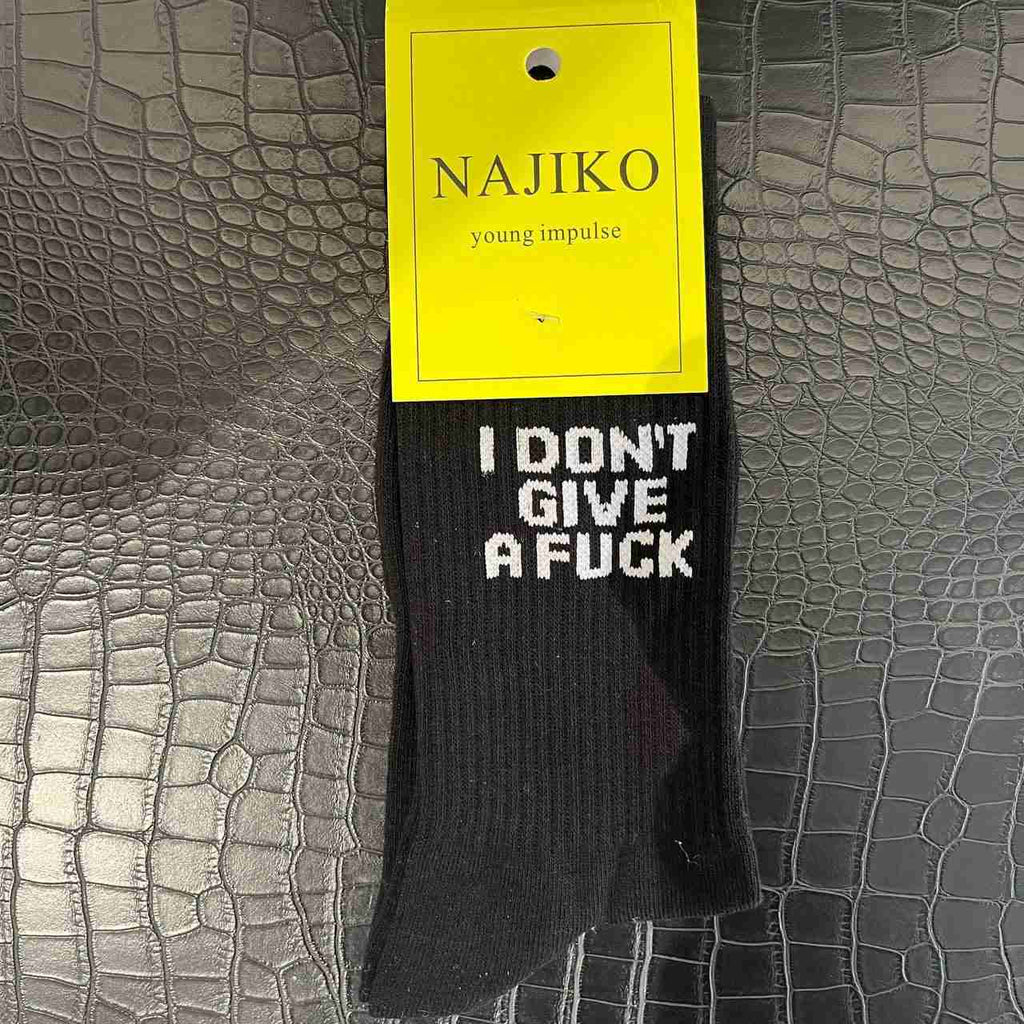 NAJIKO
young impulse
I DON'T
GIVE
A FUCK